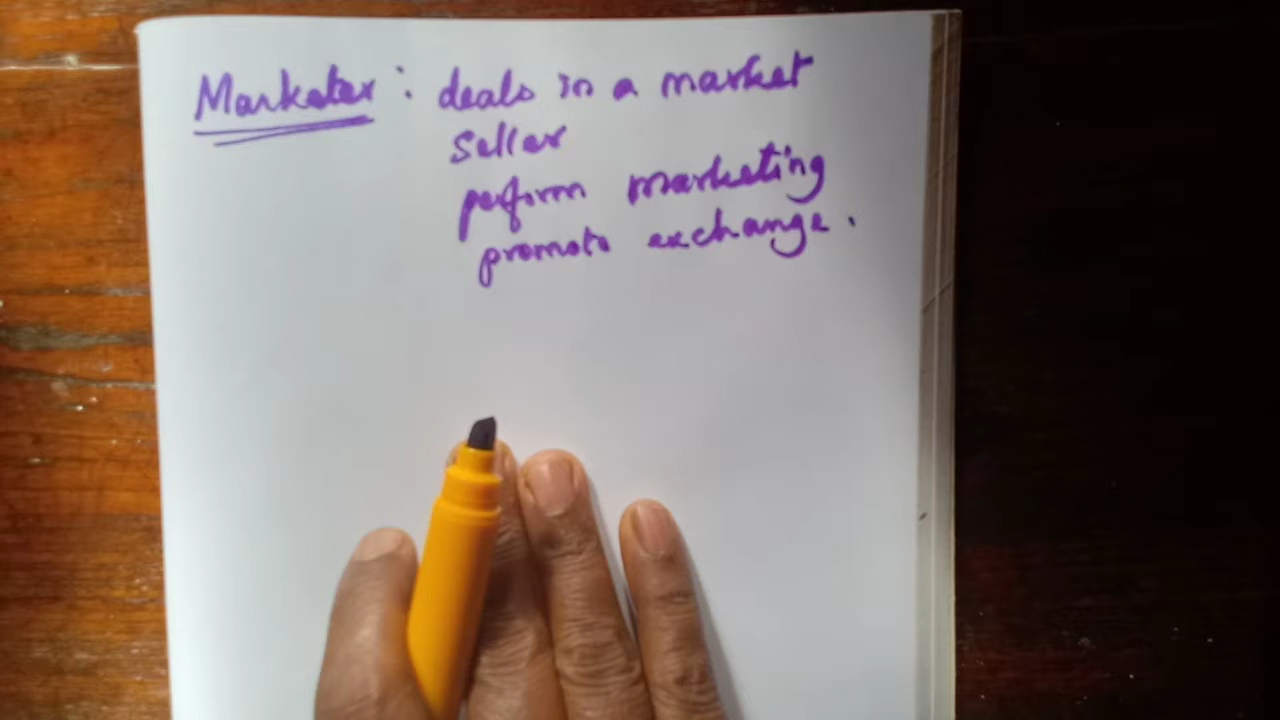 Marketer : deals in a market
seller
perform marketing
promote exchange.